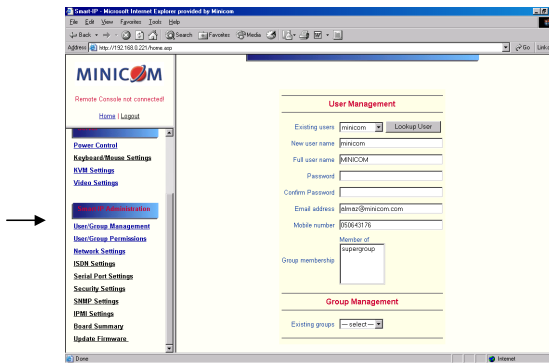 Smart-IP - Microsoft Internet Explorer provided by Minicom
File Edit View Favorites Tools Help
Back Search Favorites Media
Address http://192.168.0.221/home.asp Go Links
MINICOM
Remote Console not connected!
Home | Logout
Power Control
Keyboard/Mouse Settings
KVM Settings
Video Settings
Administration
User/Group Management
User/Group Permissions
Network Settings
ISDN Settings
Serial Port Settings
Security Settings
SNMP Settings
IPMI Settings
Board Summary
Update Firmware
User Management
Existing users minicom Lookup User
New user name minicom
Full user name MINICOM
Password
Confirm Password
Email address almaz@minicom.com
Mobile number 050643176
Member of
Group membership supergroup
Group Management
Existing groups --- select ---
Done Internet